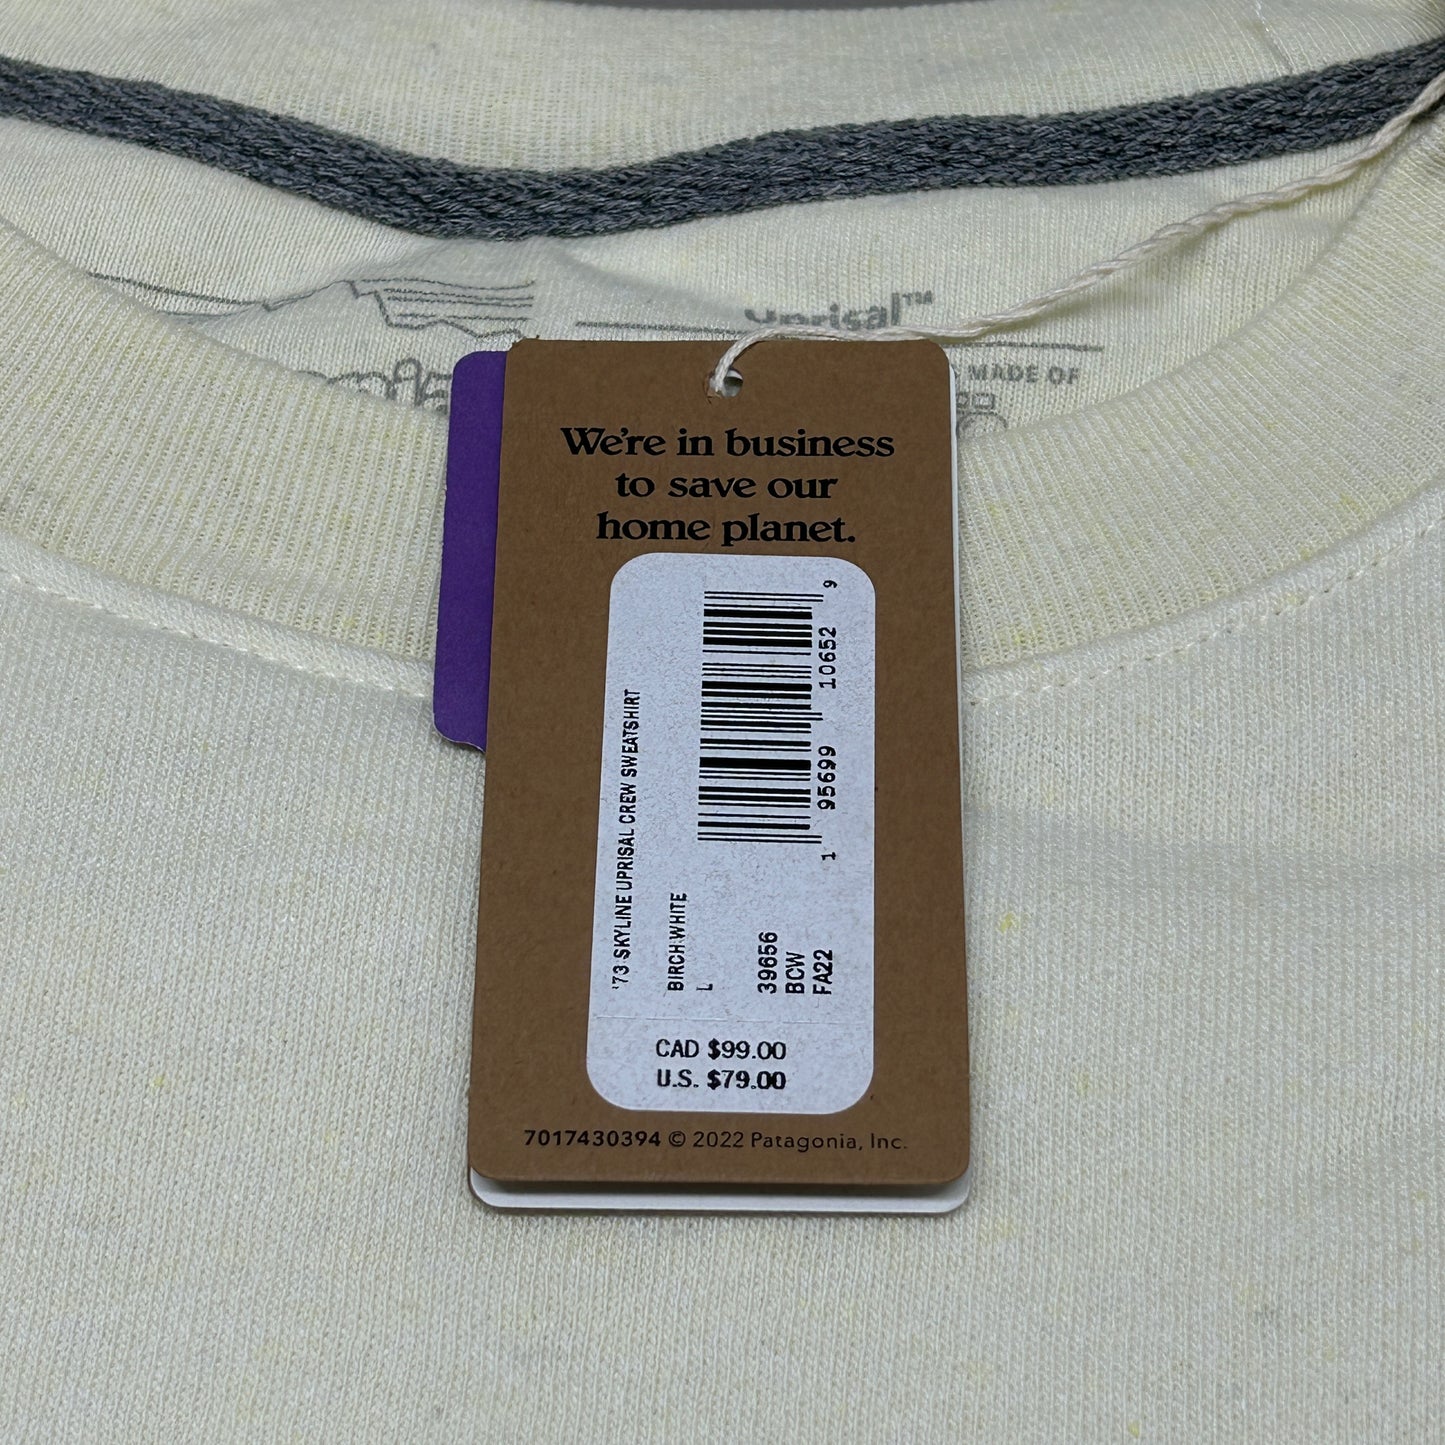 uprisal™
MADE OF
We're in business
to save our
home planet.
'73 SKYLINE UPRISAL CREW SWEATSHIRT
BIRCH WHITE
L
39656
BCW
FA22
1 95699 10652 9
CAD $99.00
U.S. $79.00
7017430394 © 2022 Patagonia, Inc.